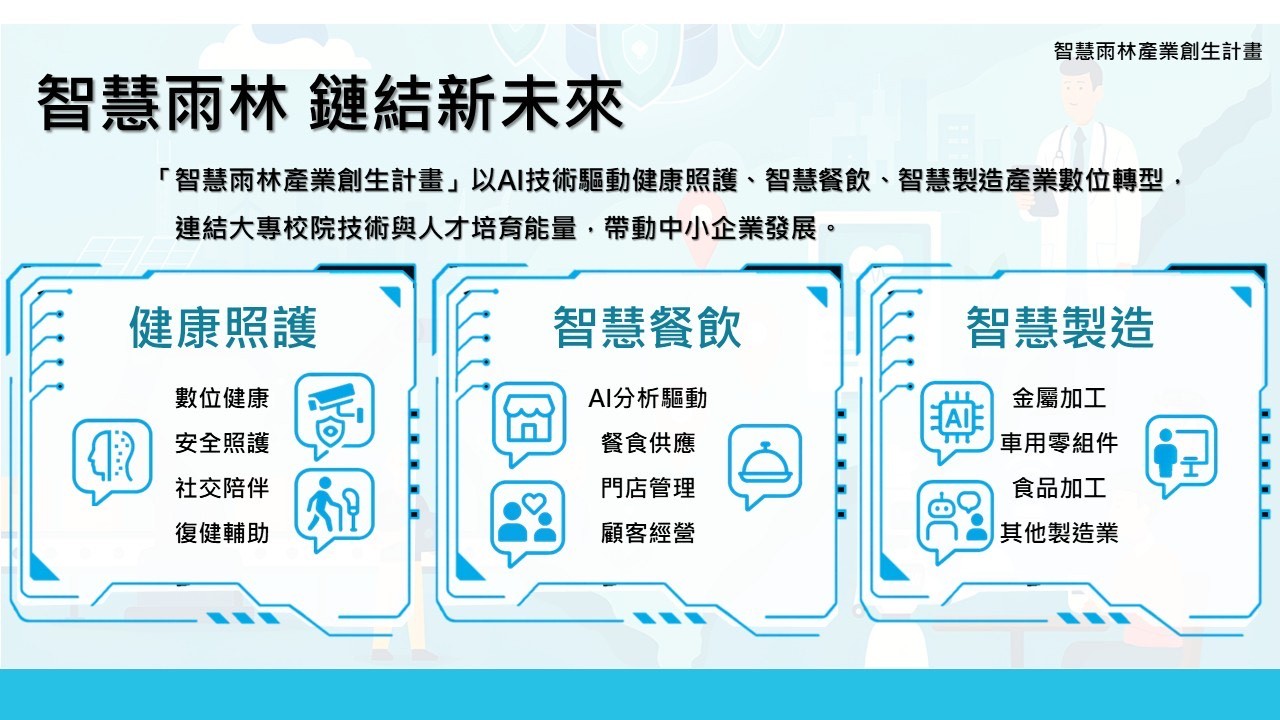 智慧雨林產業創生計畫
智慧雨林 鏈結新未來
「智慧雨林產業創生計畫」以AI技術驅動健康照護、智慧餐飲、智慧製造產業數位轉型，
連結大專校院技術與人才培育能量，帶動中小企業發展。
健康照護
數位健康
安全照護
社交陪伴
復健輔助
智慧餐飲
AI分析驅動
餐食供應
門店管理
顧客經營
智慧製造
AI
金屬加工
車用零組件
食品加工
其他製造業